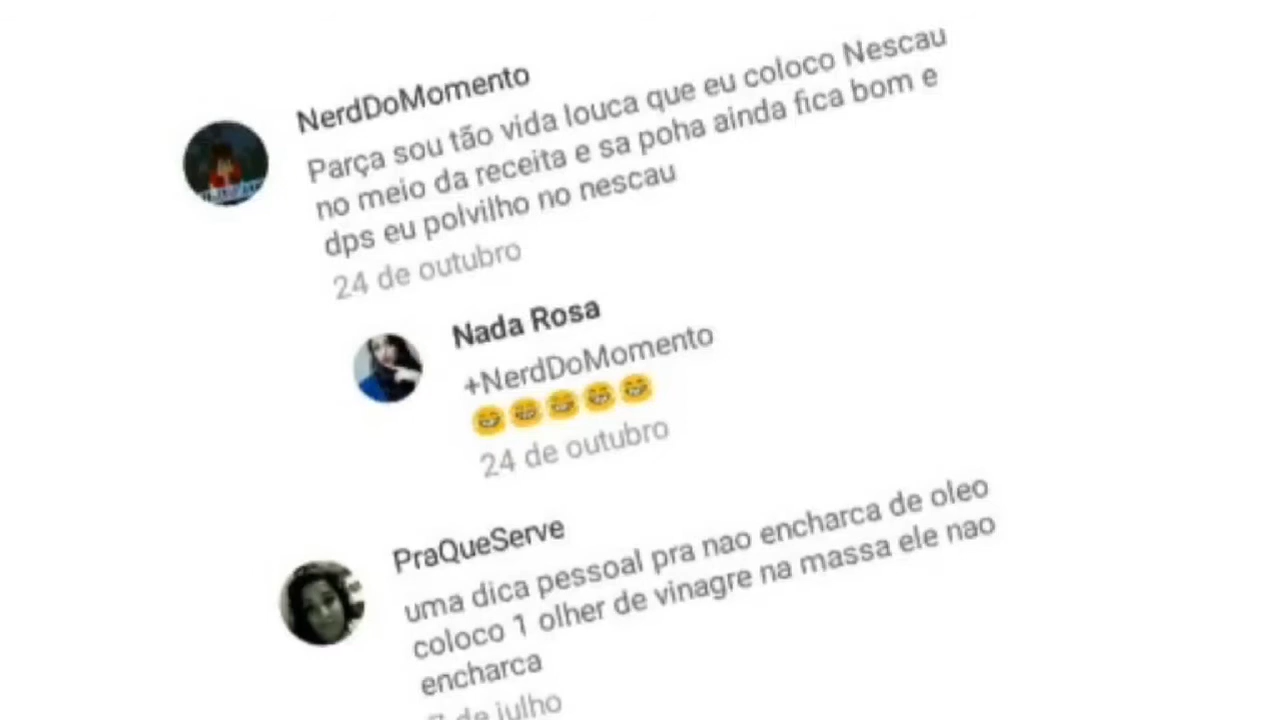 NerdDoMomento
Parça sou tão vida louca que eu coloco Nescau
no meio da receita e sa poha ainda fica bom e
dps eu polvilho no nescau
24 de outubro
Nada Rosa
+NerdDoMomento
😂😂😂😂😂
24 de outubro
PraQueServe
uma dica pessoal pra nao encharca de oleo
coloco 1 olher de vinagre na massa ele nao
encharca
de julho